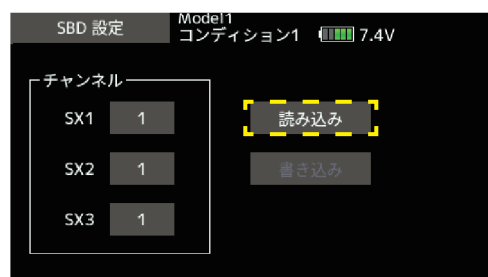 SBD 設定
Model1
コンディション1 7.4V
チャンネル
SX1 1
読み込み
SX2 1
書き込み
SX3 1